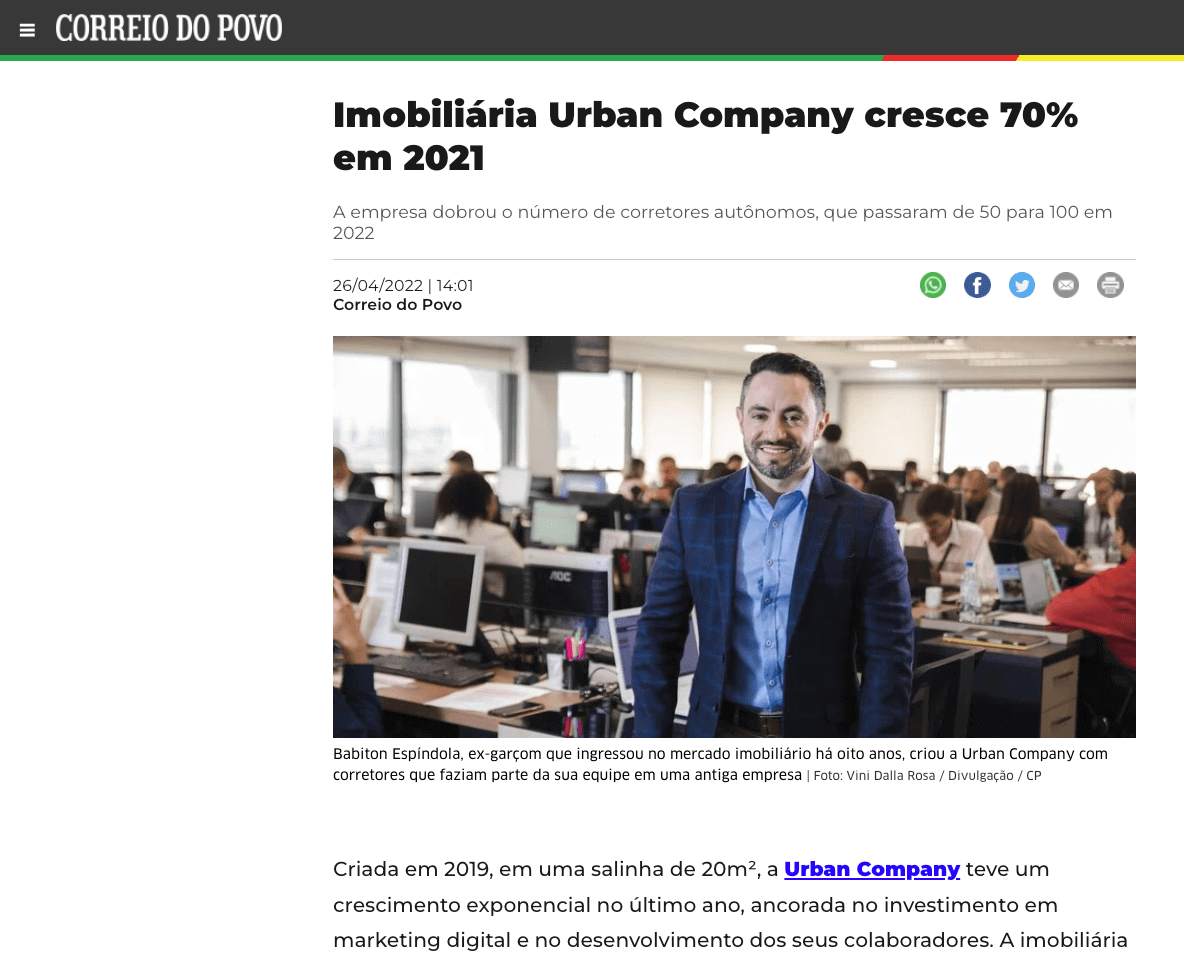 CORREIO DO POVO
Imobiliária Urban Company cresce 70%
em 2021
A empresa dobrou o número de corretores autônomos, que passaram de 50 para 100 em
2022
26/04/2022 | 14:01
Correio do Povo
AOC
Babiton Espíndola, ex-garçom que ingressou no mercado imobiliário há oito anos, criou a Urban Company com
corretores que faziam parte da sua equipe em uma antiga empresa | Foto: Vini Dalla Rosa / Divulgação / CP
Criada em 2019, em uma salinha de 20m², a Urban Company teve um
crescimento exponencial no último ano, ancorada no investimento em
marketing digital e no desenvolvimento dos seus colaboradores. A imobiliária